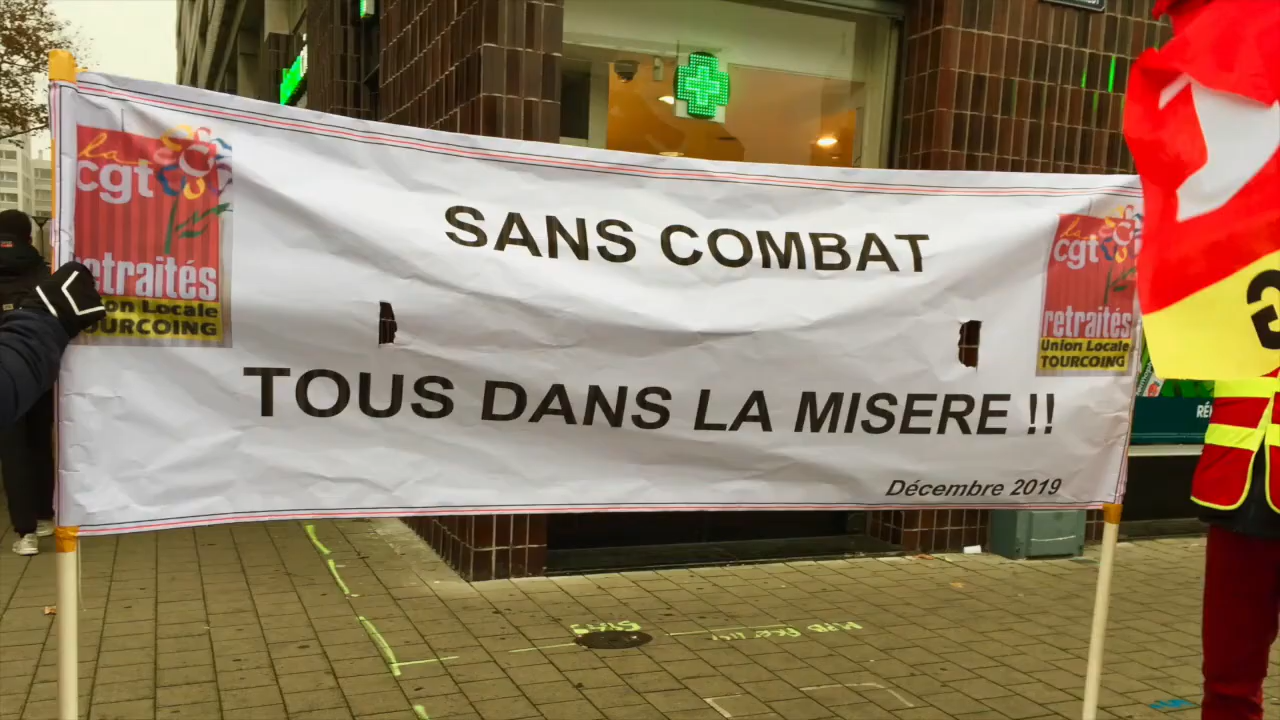 la
cgt
retraités
Union Locale
TOURCOING
SANS COMBAT
TOUS DANS LA MISERE !!
Décembre 2019
la
cgt
retraités
Union Locale
TOURCOING